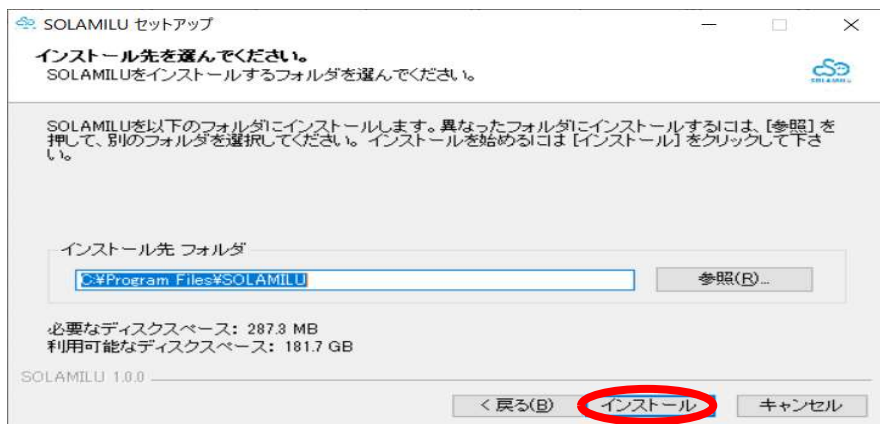 SOLAMILU セットアップ
インストール先を選んでください。
SOLAMILUをインストールするフォルダを選んでください。
SOLAMILU
SOLAMILUを以下のフォルダにインストールします。異なったフォルダにインストールするには、[参照]を
押して、別のフォルダを選択してください。インストールを始めるには [インストール] をクリックして下さ
い。
インストール先 フォルダ
C:¥Program Files¥SOLAMILU
参照(R)...
必要なディスクスペース: 287.3 MB
利用可能なディスクスペース: 181.7 GB
SOLAMILU 1.0.0
< 戻る(B)
インストール
キャンセル